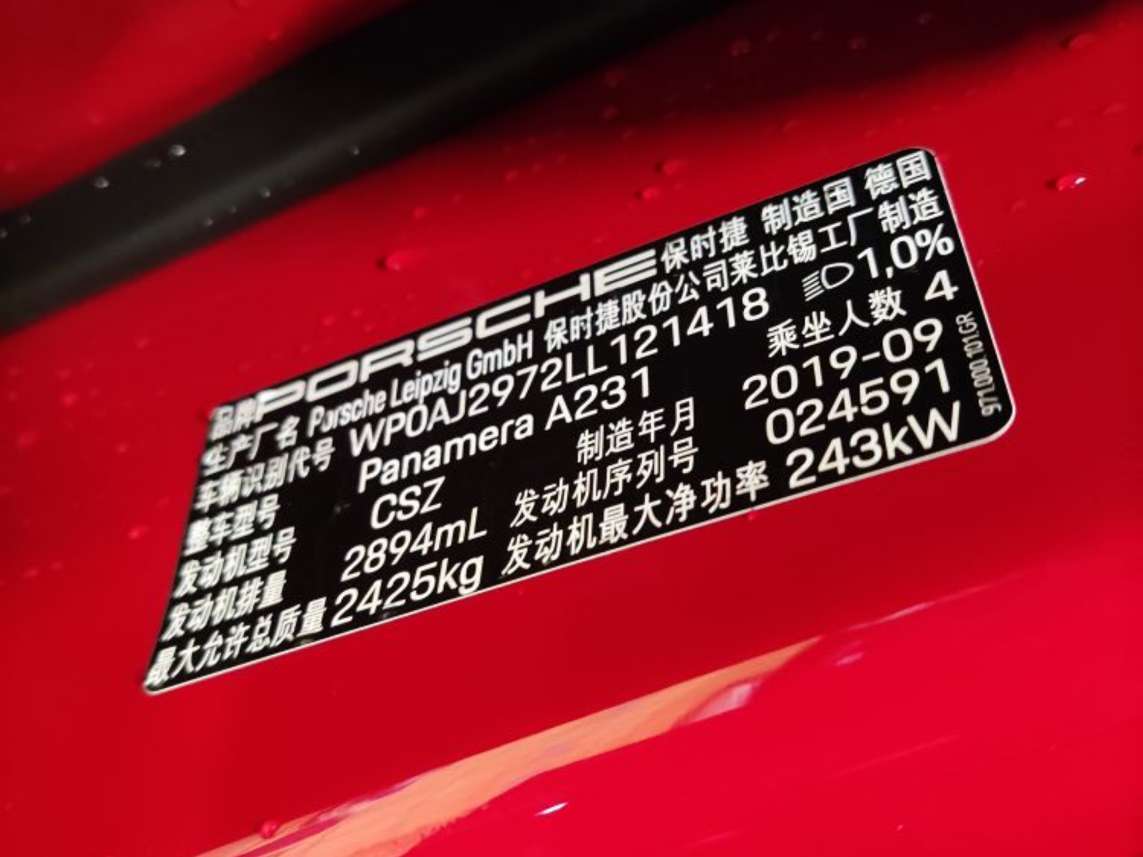 品牌 PORSCHE 保时捷 制造国 德国
生产厂名 Porsche Leipzig GmbH 保时捷股份公司莱比锡工厂制造
车辆识别代号 WP0AJ2972LL121418 1,0%
整车型号 Panamera A231 乘坐人数 4
发动机型号 CSZ 制造年月 2019-09
发动机排量 2894mL 发动机序列号 024591
最大允许总质量 2425kg 发动机最大净功率 243kW
971.000.101.GR